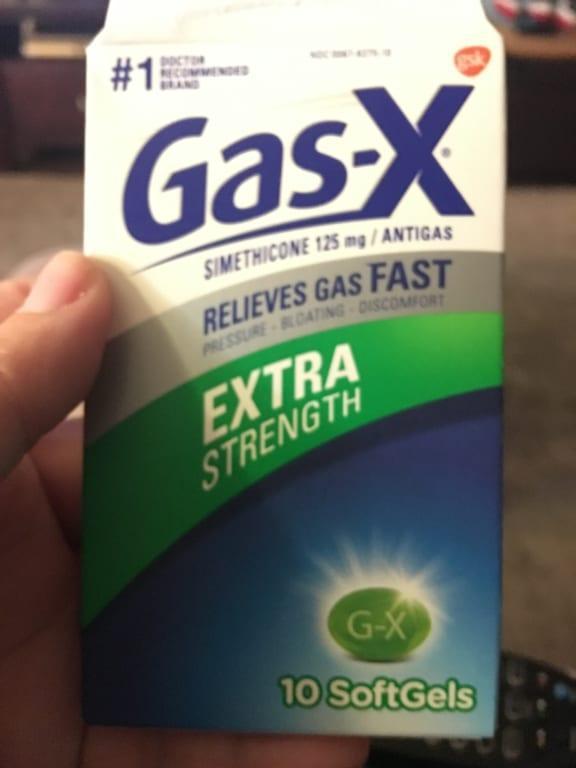 #1 DOCTOR
RECOMMENDED
BRAND
gsk
Gas-X®
SIMETHICONE 125 mg / ANTIGAS
RELIEVES GAS FAST
PRESSURE - BLOATING - DISCOMFORT
EXTRA
STRENGTH
G-X
10 SoftGels